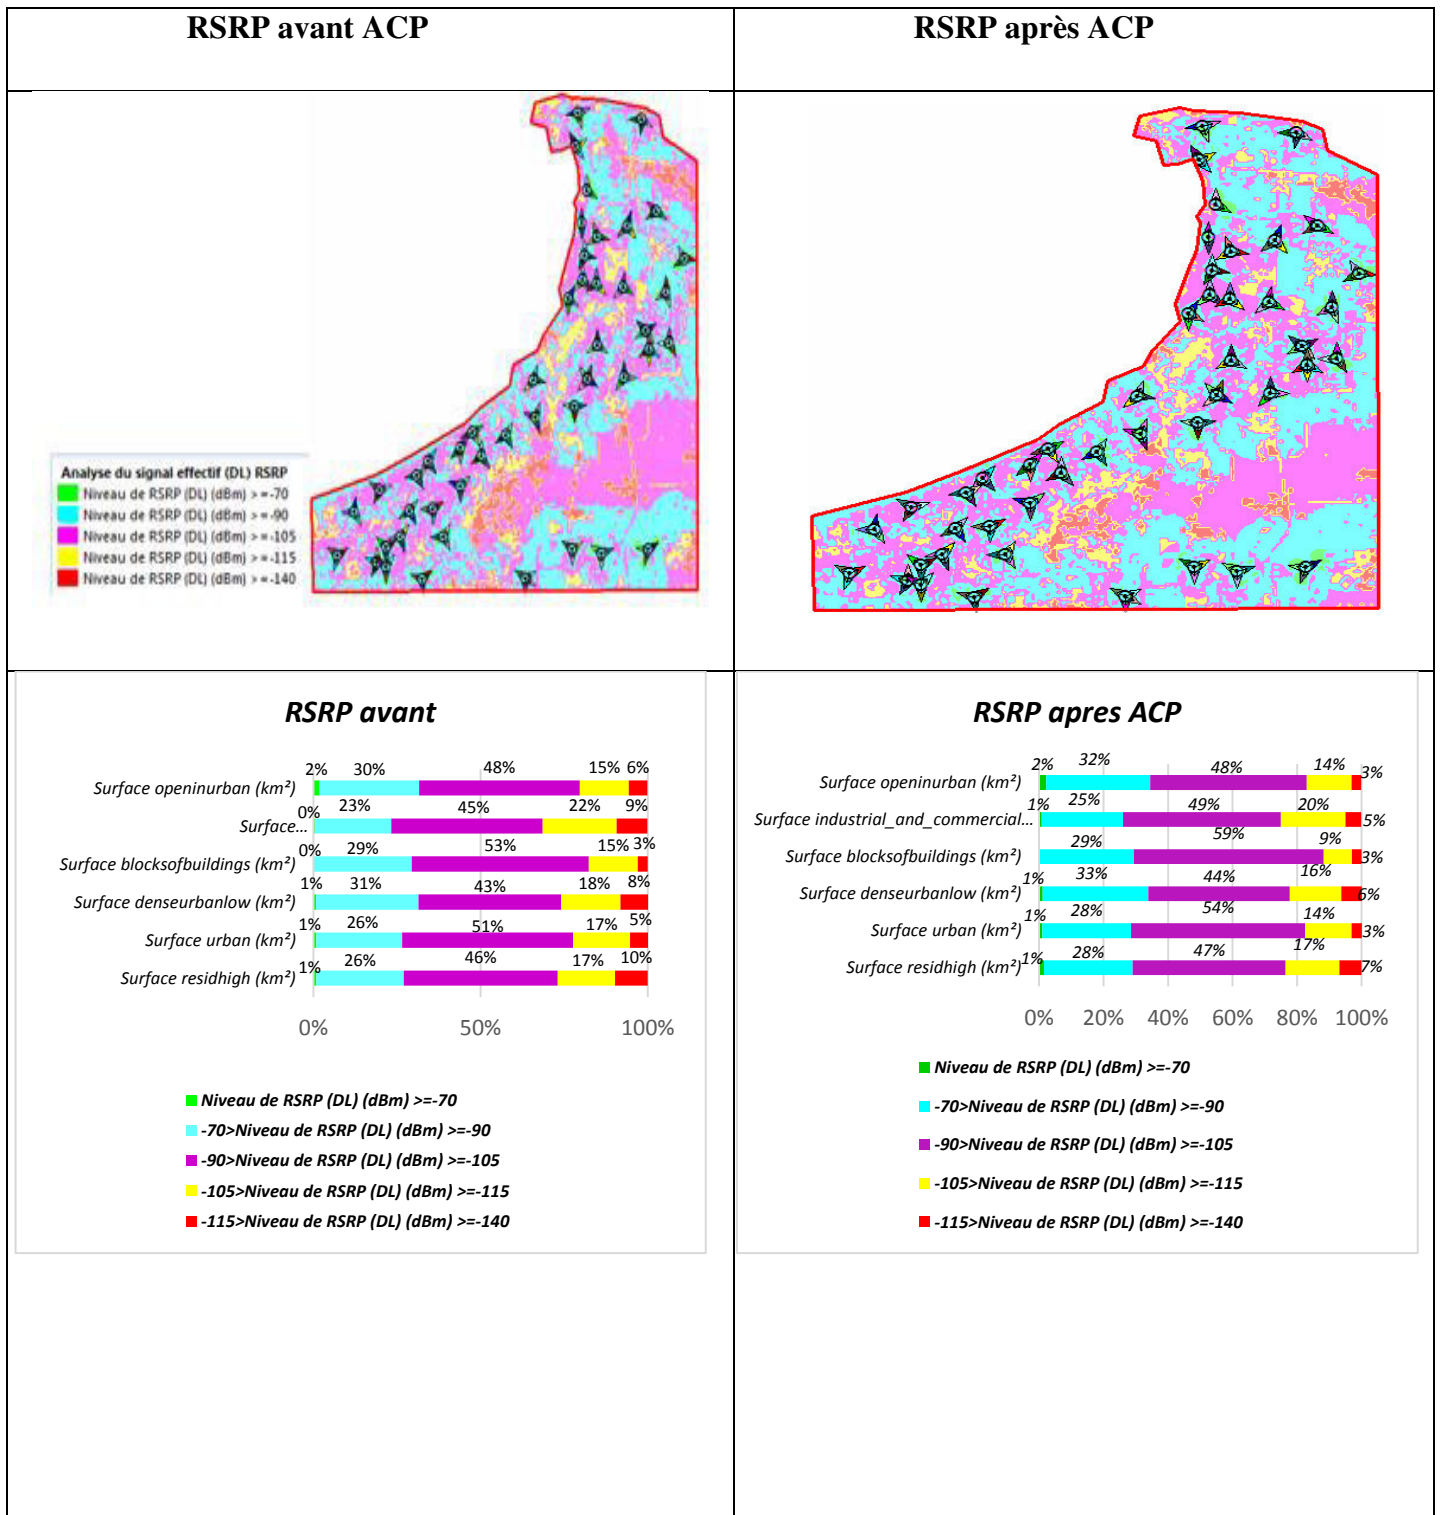 RSRP avant ACP
RSRP après ACP
Analyse du signal effectif (DL) RSRP
Niveau de RSRP (DL) (dBm) >=-70
Niveau de RSRP (DL) (dBm) >=-90
Niveau de RSRP (DL) (dBm) >=-105
Niveau de RSRP (DL) (dBm) >=-115
Niveau de RSRP (DL) (dBm) >=-140
RSRP avant
2% 30% 48% 15% 6%
Surface openinurban (km²)
0% 23% 45% 22% 9%
Surface...
0% 29% 53% 15% 3%
Surface blocksofbuildings (km²)
1% 31% 43% 18% 8%
Surface denseurbanlow (km²)
1% 26% 51% 17% 5%
Surface urban (km²)
1% 26% 46% 17% 10%
Surface residhigh (km²)
0% 50% 100%
Niveau de RSRP (DL) (dBm) >=-70
-70>Niveau de RSRP (DL) (dBm) >=-90
-90>Niveau de RSRP (DL) (dBm) >=-105
-105>Niveau de RSRP (DL) (dBm) >=-115
-115>Niveau de RSRP (DL) (dBm) >=-140
RSRP apres ACP
2% 32% 48% 14% 3%
Surface openinurban (km²)
1% 25% 49% 20% 5%
Surface industrial_and_commercial...
29% 59% 9% 3%
Surface blocksofbuildings (km²)
1% 33% 44% 16% 6%
Surface denseurbanlow (km²)
1% 28% 54% 14% 3%
Surface urban (km²)
1% 28% 47% 17% 7%
Surface residhigh (km²)
0% 20% 40% 60% 80% 100%
Niveau de RSRP (DL) (dBm) >=-70
-70>Niveau de RSRP (DL) (dBm) >=-90
-90>Niveau de RSRP (DL) (dBm) >=-105
-105>Niveau de RSRP (DL) (dBm) >=-115
-115>Niveau de RSRP (DL) (dBm) >=-140